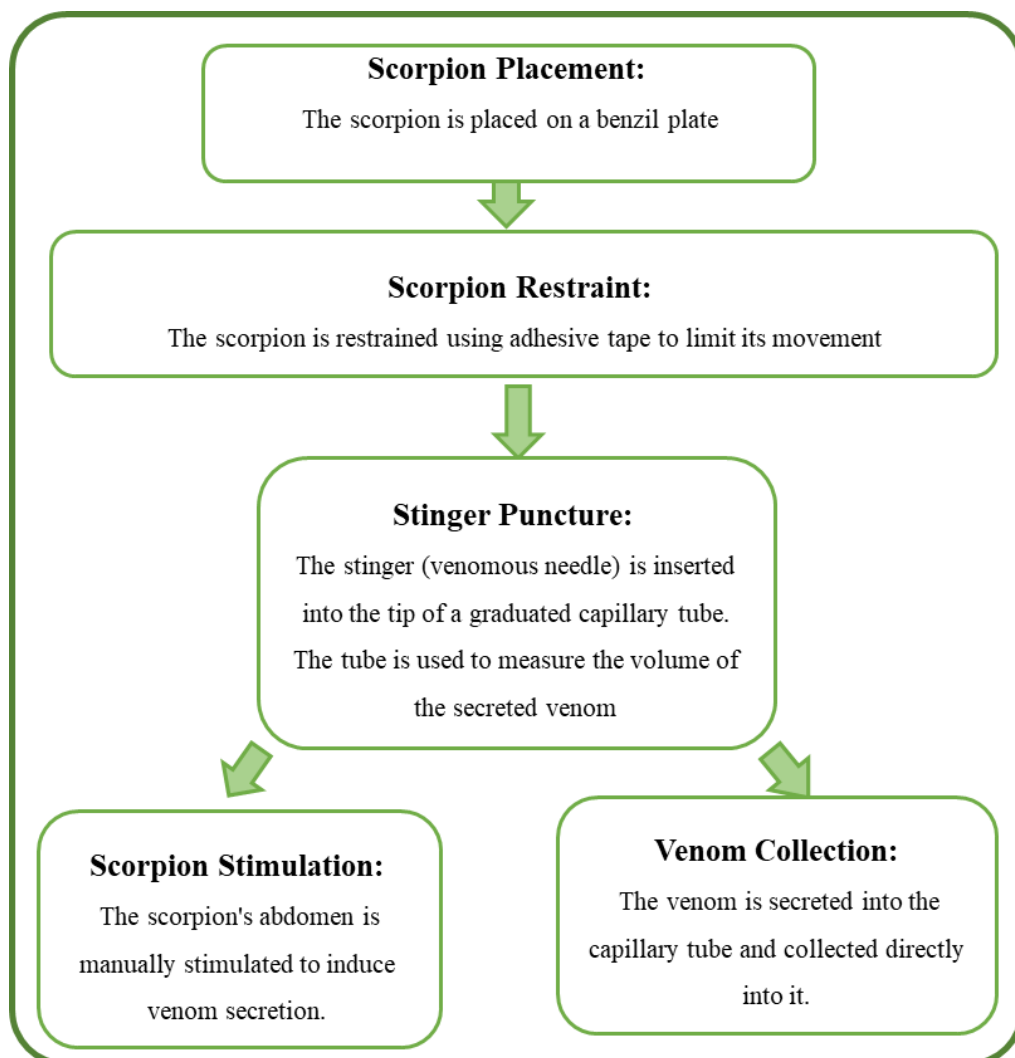 Scorpion Placement:
The scorpion is placed on a benzil plate
Scorpion Restraint:
The scorpion is restrained using adhesive tape to limit its movement
Stinger Puncture:
The stinger (venomous needle) is inserted
into the tip of a graduated capillary tube.
The tube is used to measure the volume of
the secreted venom
Scorpion Stimulation:
The scorpion's abdomen is
manually stimulated to induce
venom secretion.
Venom Collection:
The venom is secreted into the
capillary tube and collected directly
into it.